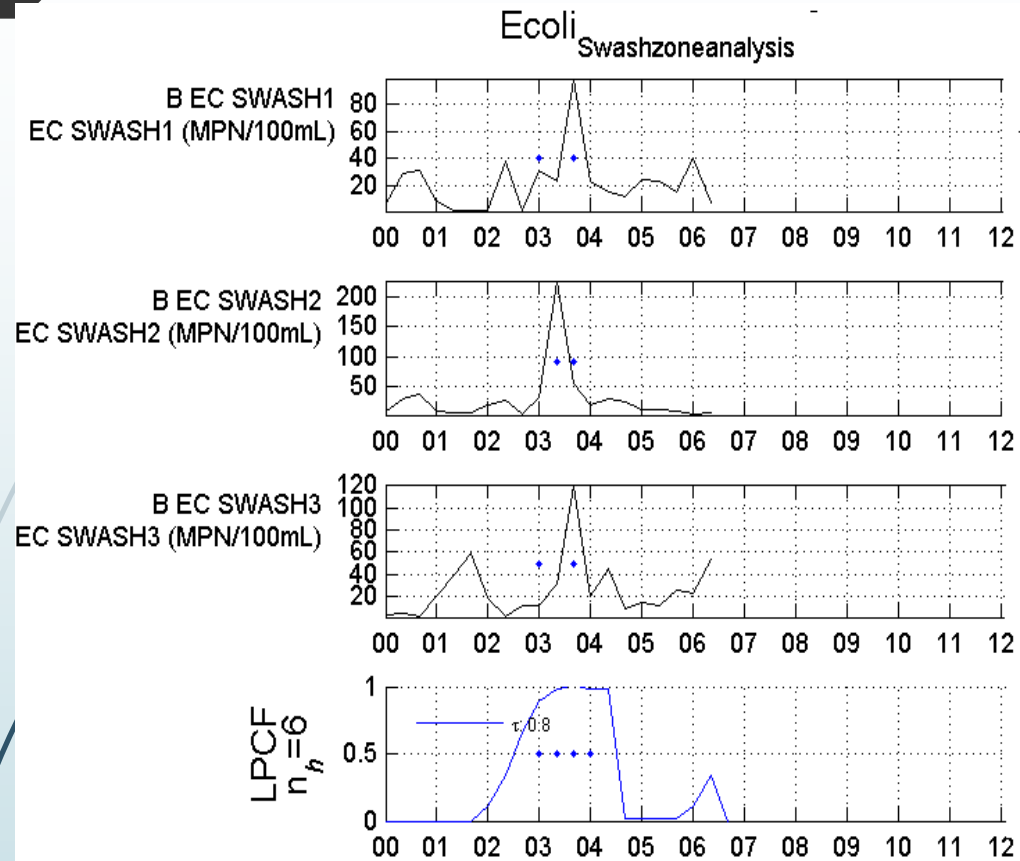 Ecoli Swashzoneanalysis
B EC SWASH1
EC SWASH1 (MPN/100mL)
80
60
40
20
00 01 02 03 04 05 06 07 08 09 10 11 12
B EC SWASH2
EC SWASH2 (MPN/100mL)
200
150
100
50
00 01 02 03 04 05 06 07 08 09 10 11 12
B EC SWASH3
EC SWASH3 (MPN/100mL)
120
100
80
60
40
20
00 01 02 03 04 05 06 07 08 09 10 11 12
LPCF
n_h=6
1
0.5
0
τ 0.8
00 01 02 03 04 05 06 07 08 09 10 11 12